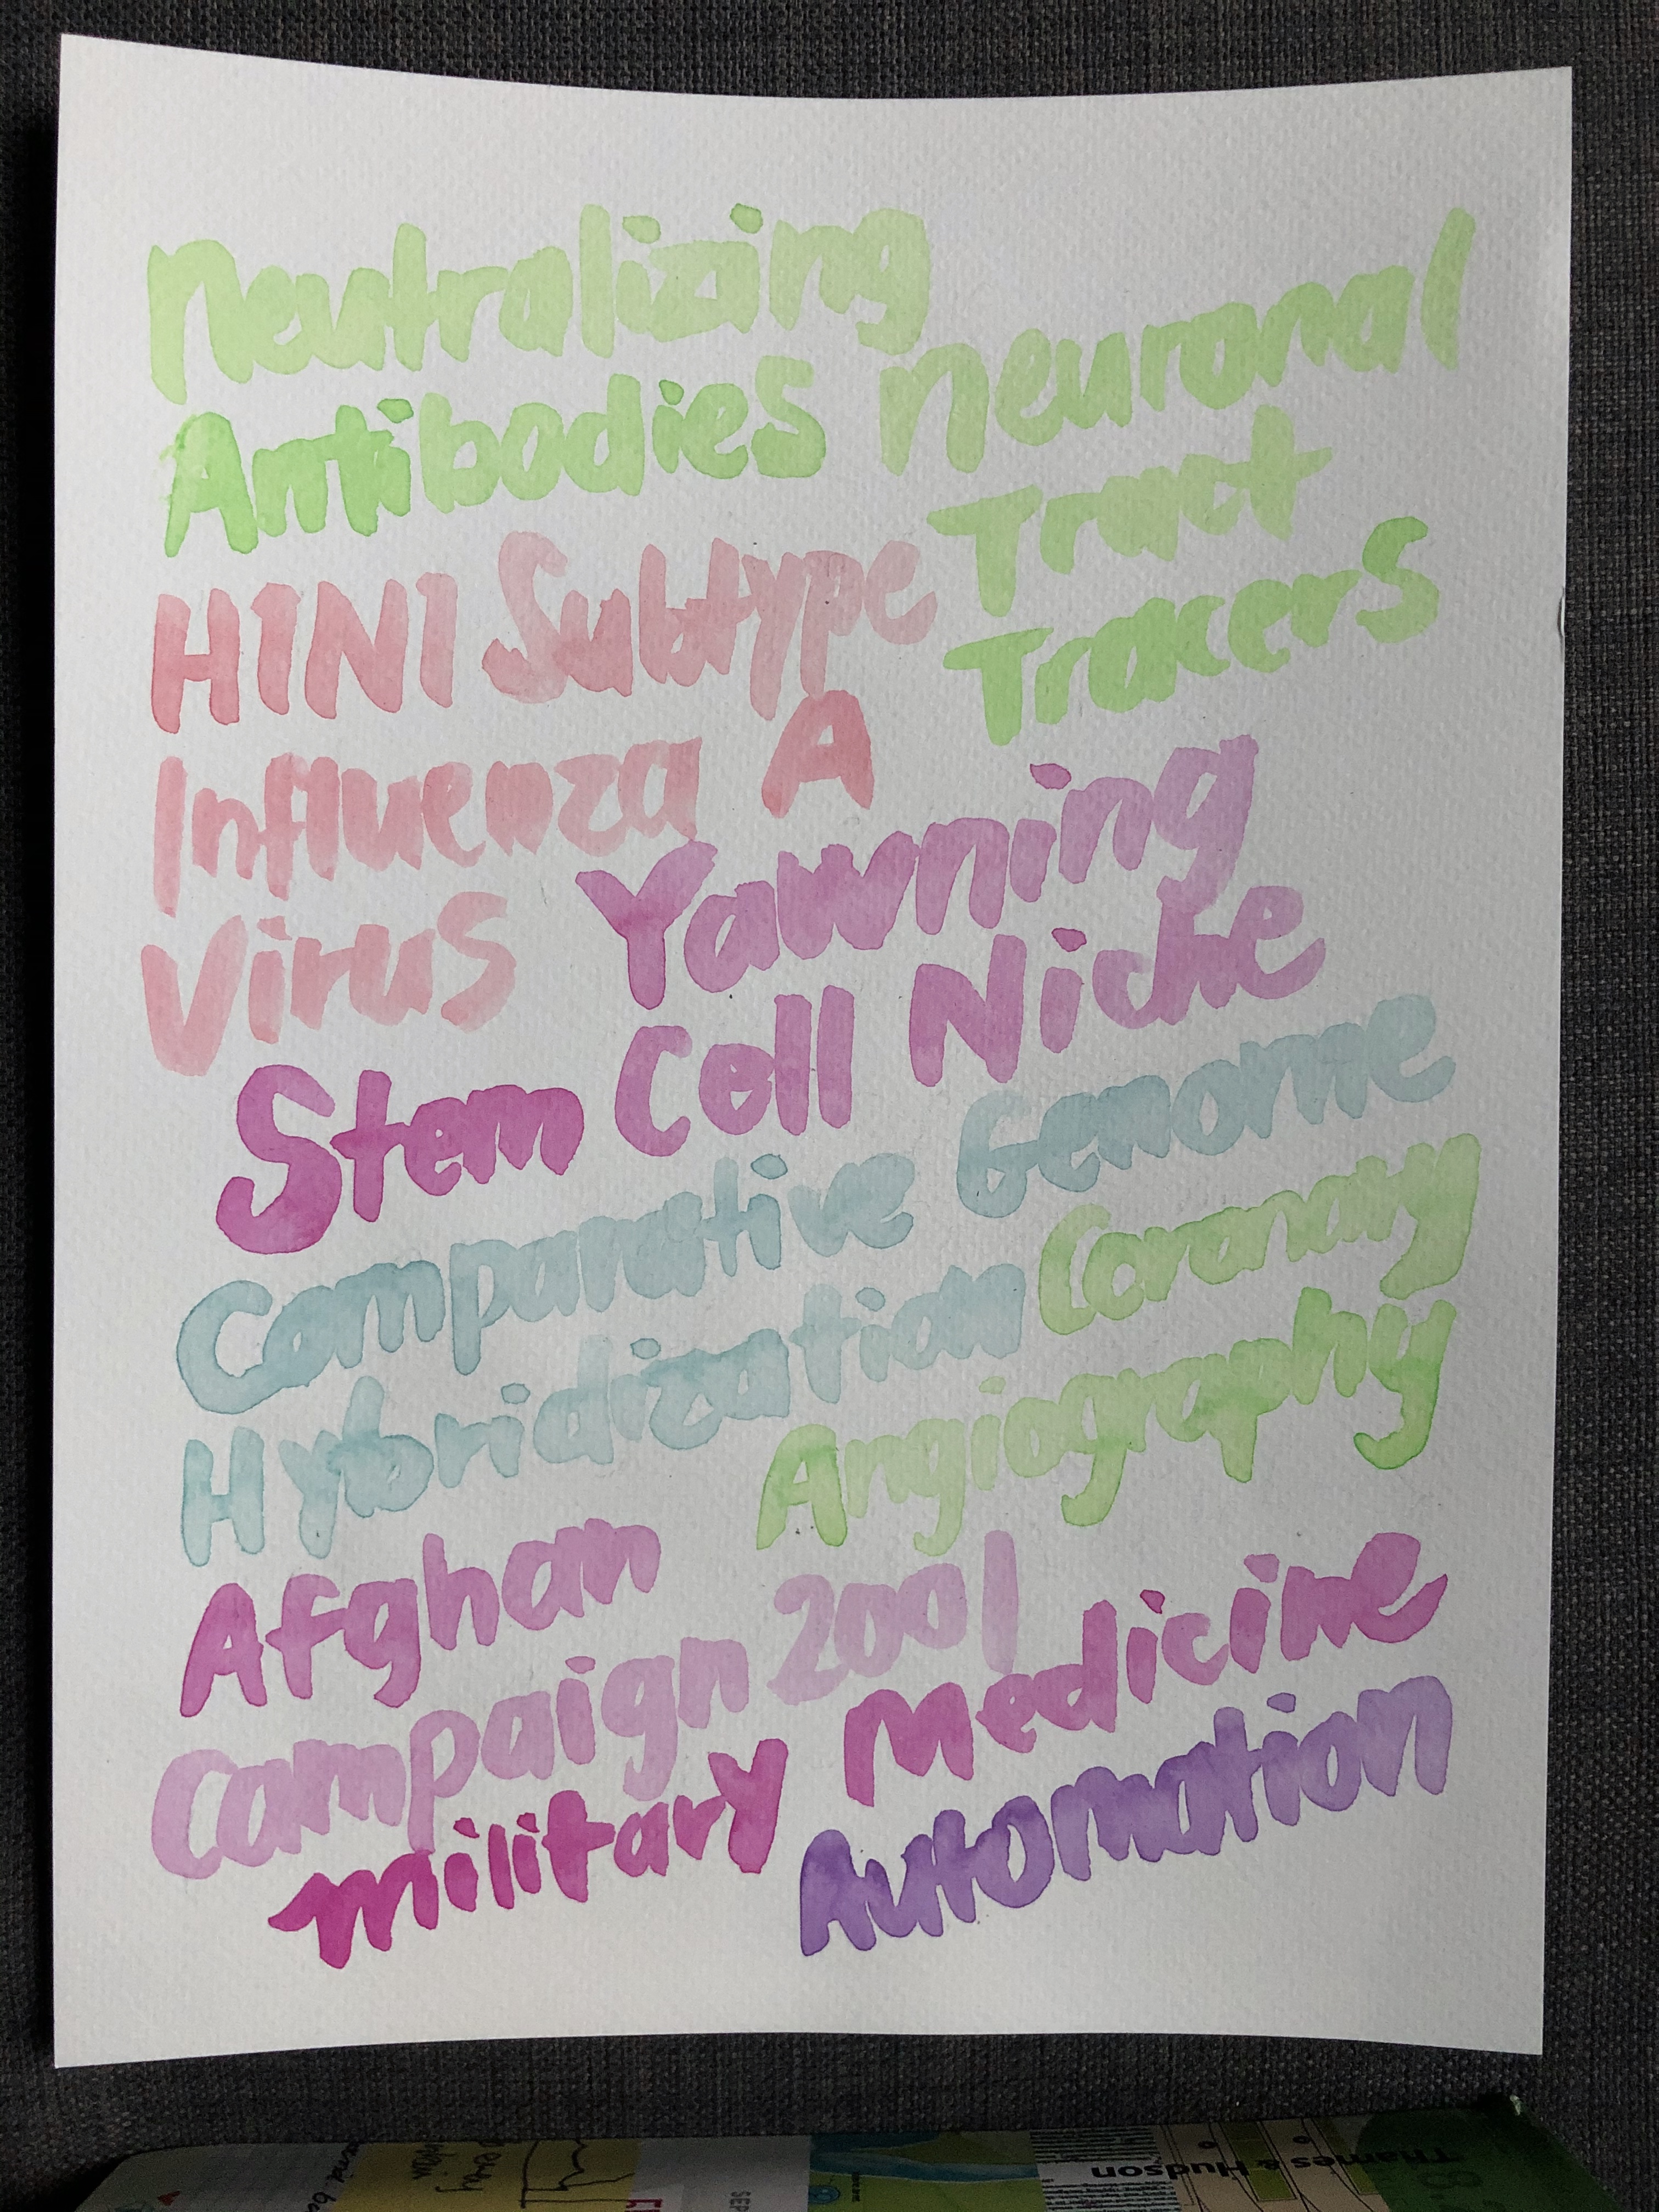 Neutralizing
Antibodies
Neuronal
Tract
Tracers
H1N1 Subtype
Influenza A
Virus
Yawning
Stem Cell Niche
Comparative Genome
Hybridization
Coronary
Angiography
Afghan
Campaign 2001
Military Medicine
Automation
Thames & Hudson